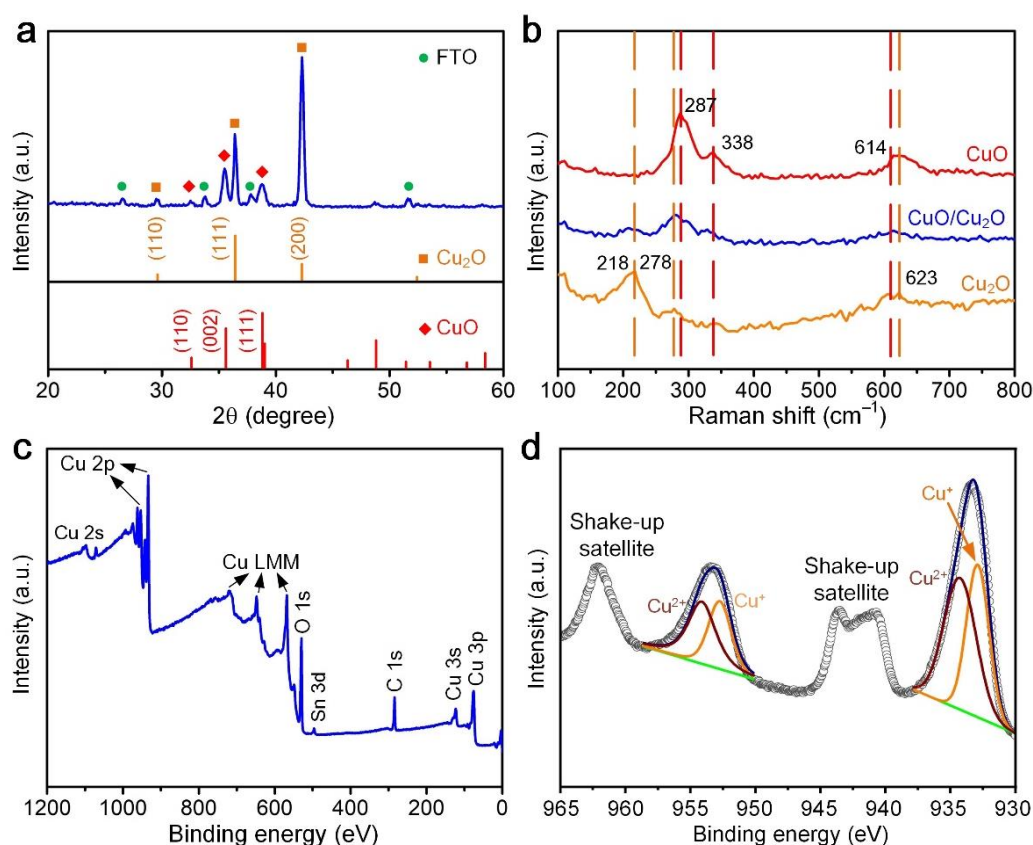 a
Intensity (a.u.)
FTO
(110)
(111)
(200)
Cu₂O
(110)
(002)
(111)
CuO
20
30
40
50
60
2θ (degree)
b
Intensity (a.u.)
287
338
614
CuO
CuO/Cu₂O
218
278
623
Cu₂O
100
200
300
400
500
600
700
800
Raman shift (cm⁻¹)
c
Intensity (a.u.)
Cu 2p
Cu 2s
Cu LMM
O 1s
Sn 3d
C 1s
Cu 3s
Cu 3p
1200
1000
800
600
400
200
0
Binding energy (eV)
d
Intensity (a.u.)
Shake-up
satellite
Cu²⁺
Cu⁺
Shake-up
satellite
Cu²⁺
Cu⁺
965
960
955
950
945
940
935
930
Binding energy (eV)